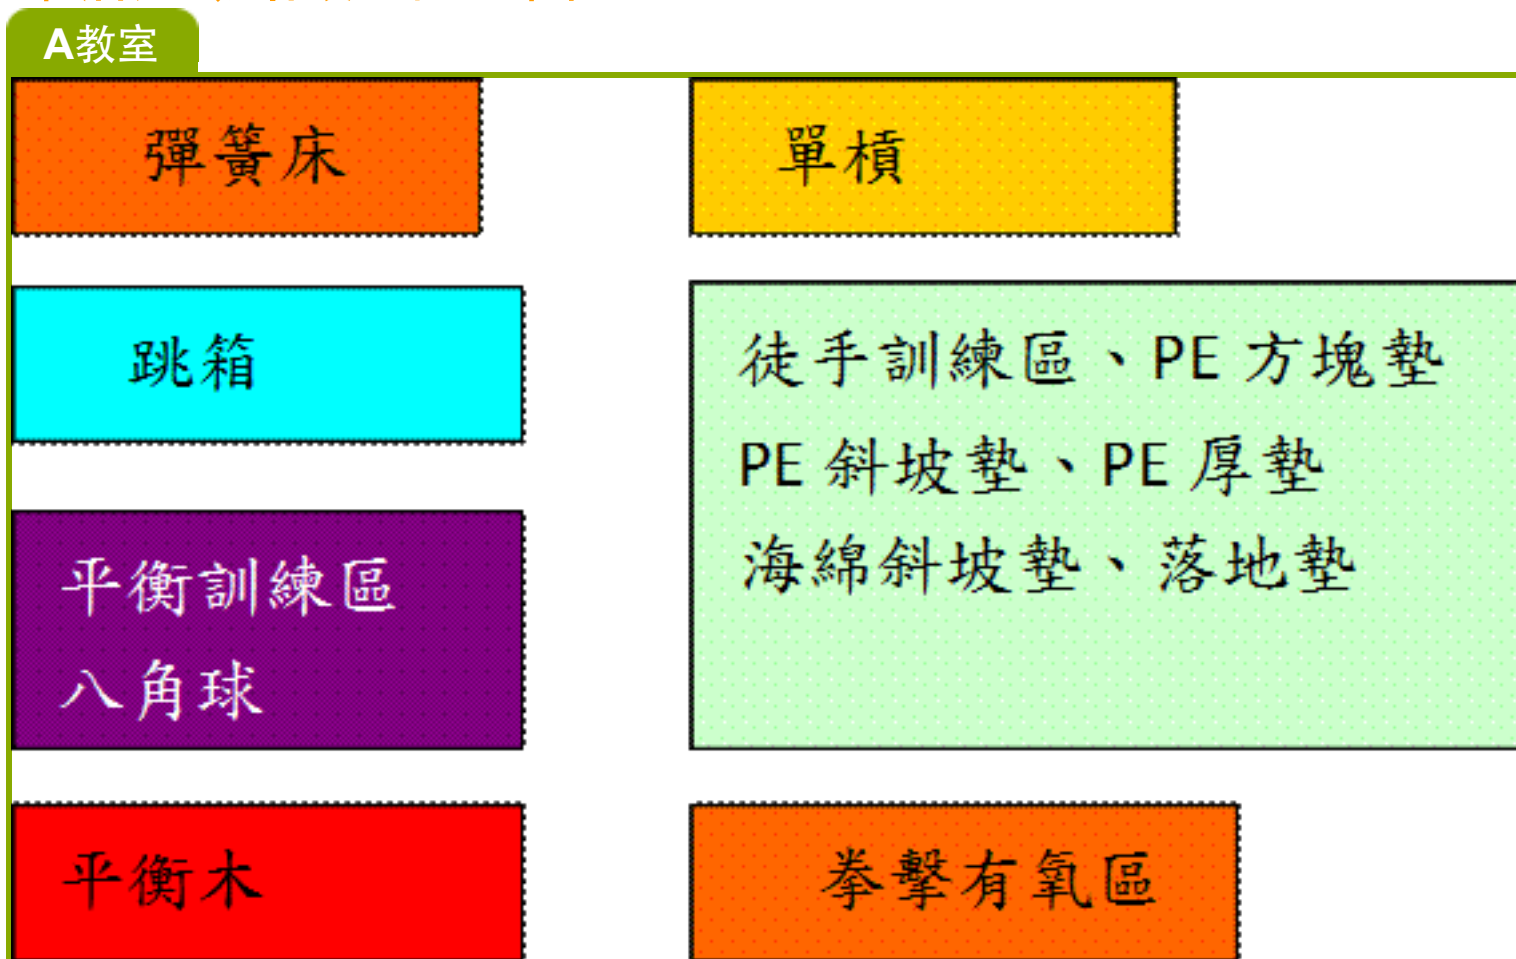 A教室
彈簧床
單槓
跳箱
徒手訓練區、PE 方塊墊
PE 斜坡墊、PE 厚墊
海綿斜坡墊、落地墊
平衡訓練區
八角球
平衡木
拳擊有氧區